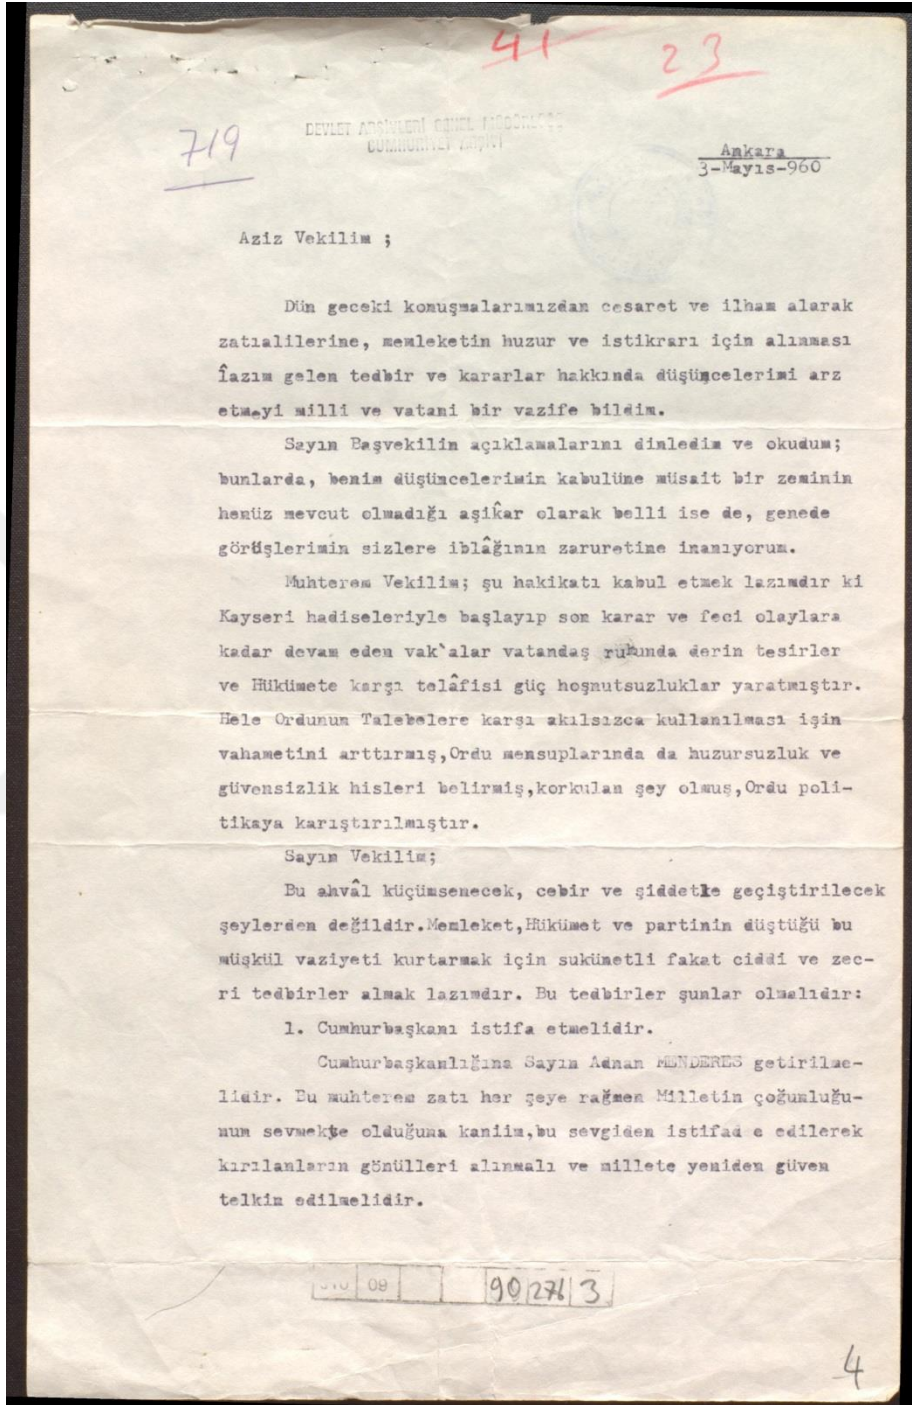 41
23
719
DEVLET ARŞİVLERİ GENEL MÜDÜRLÜĞÜ
CUMHURİYET ARŞİVİ
Ankara
3-Mayıs-960
Aziz Vekilim ;
Dün geceki konuşmalarımızdan cesaret ve ilham alarak
zatıalilerine, memleketin huzur ve istikrarı için alınması
lâzım gelen tedbir ve kararlar hakkında düşüncelerimi arz
etmeyi milli ve vatani bir vazife bildim.
Sayın Başvekilin açıklamalarını dinledim ve okudum;
bunlarda, benim düşüncelerimin kabulüne müsait bir zeminin
henüz mevcut olmadığı aşikâr olarak belli ise de, genede
görüşlerimin sizlere iblâğının zaruretine inanıyorum.
Muhterem Vekilim; şu hakikatı kabul etmek lazımdır ki
Kayseri hadiseleriyle başlayıp son karar ve feci olaylara
kadar devam eden vak'alar vatandaş ruhunda derin tesirler
ve Hükümete karşı telâfisi güç hoşnutsuzluklar yaratmıştır.
Hele Ordunun Talebelere karşı akılsızca kullanılması işin
vahametini arttırmış,Ordu mensuplarında da huzursuzluk ve
güvensizlik hisleri belirmiş,korkulan şey olmuş,Ordu poli-
tikaya karıştırılmıştır.
Sayın Vekilim;
Bu ahvâl küçümsenecek, cebir ve şiddetle geçiştirilecek
şeylerden değildir.Memleket,Hükümet ve partinin düştüğü bu
müşkül vaziyeti kurtarmak için sukünetli fakat ciddi ve zec-
ri tedbirler almak lazımdır. Bu tedbirler şunlar olmalıdır:
1. Cumhurbaşkanı istifa etmelidir.
Cumhurbaşkanlığına Sayın Adnan MENDERES getirilme-
lidir. Bu muhterem zatı her şeye rağmen Milletin çoğunluğu-
nun sevmekte olduğuna kaniim,bu sevgiden istifad e edilerek
kırılanların gönülleri alınmalı ve millete yeniden güven
telkin edilmelidir.
09 90 276 3
4